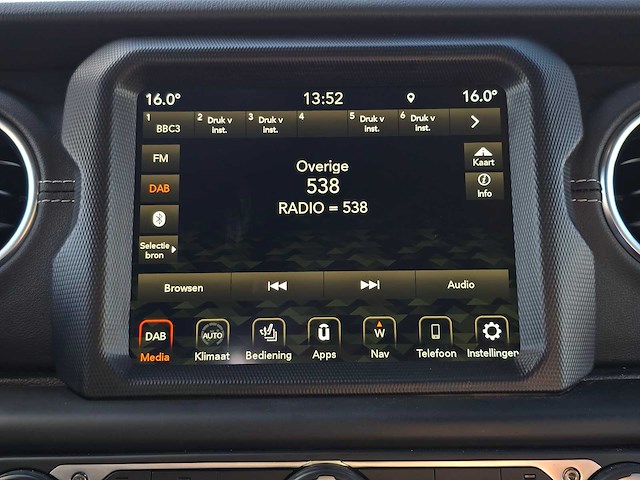 16.0° 13:52 16.0°
1 BBC3 2 Druk v inst. 3 Druk v inst. 4 5 Druk v inst. 6 Druk v inst.
FM
Kaart
Overige
DAB
538
Info
RADIO = 538
Selectie
bron
Browsen Audio
DAB AUTO W
Media Klimaat Bediening Apps Nav Telefoon Instellingen